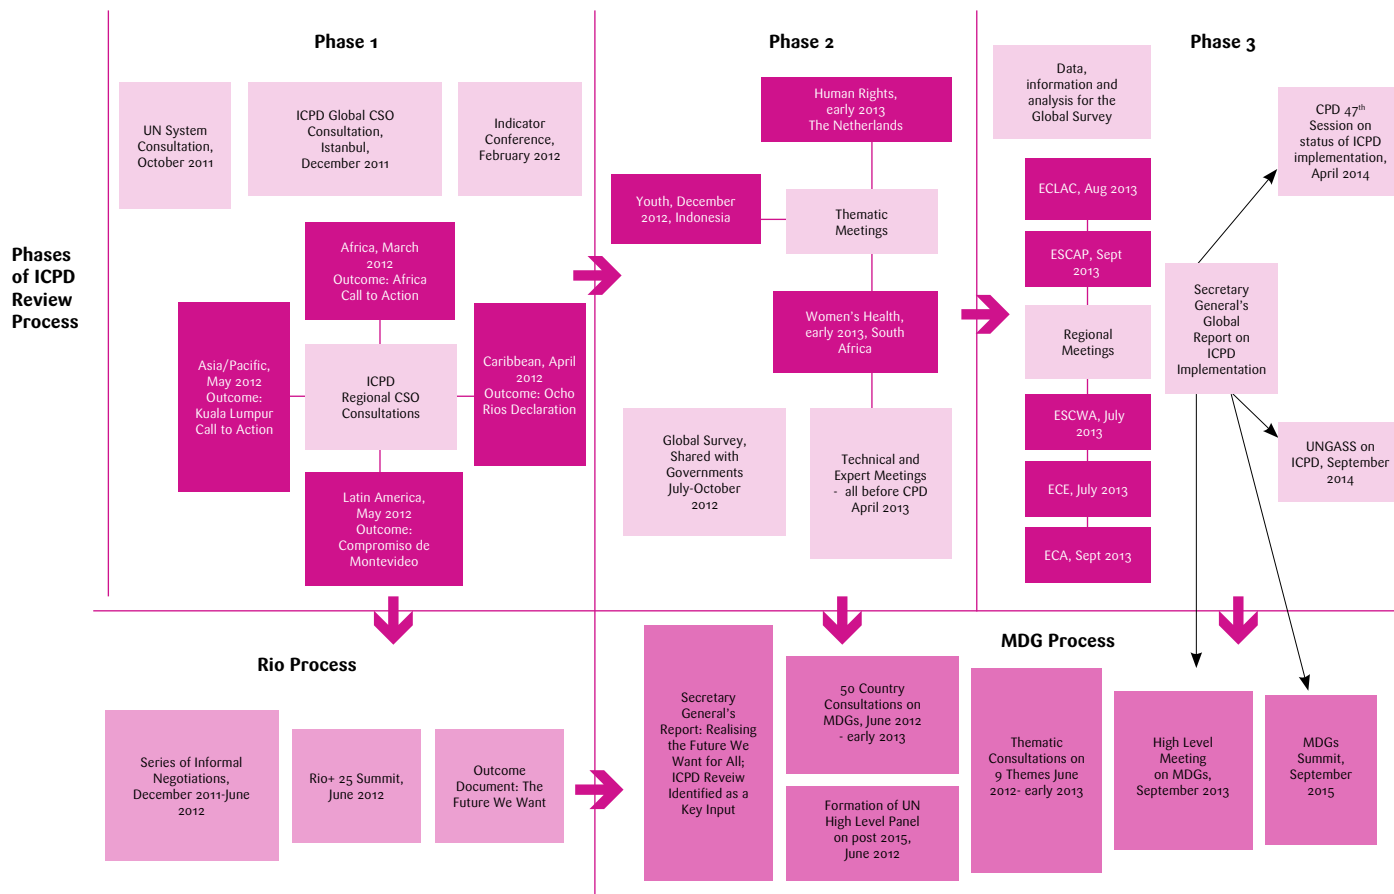 Phases
of ICPD
Review
Process
Phase 1
UN System
Consultation,
October 2011
ICPD Global CSO
Consultation,
Istanbul,
December 2011
Indicator
Conference,
February 2012
Africa, March
2012
Outcome: Africa
Call to Action
Asia/Pacific,
May 2012
Outcome:
Kuala Lumpur
Call to Action
ICPD
Regional CSO
Consultations
Caribbean, April
2012
Outcome: Ocho
Rios Declaration
Latin America,
May 2012
Outcome:
Compromiso de
Montevideo
Phase 2
Human Rights,
early 2013
The Netherlands
Youth, December
2012, Indonesia
Thematic
Meetings
Women's Health,
early 2013, South
Africa
Global Survey,
Shared with
Governments
July-October
2012
Technical and
Expert Meetings
- all before CPD
April 2013
Phase 3
Data,
information and
analysis for the
Global Survey
ECLAC, Aug 2013
ESCAP, Sept
2013
Regional
Meetings
ESCWA, July
2013
ECE, July 2013
ECA, Sept 2013
CPD 47th
Session on
status of ICPD
implementation,
April 2014
Secretary
General's
Global
Report on
ICPD
Implementation
UNGASS on
ICPD, September
2014
Rio Process
Series of Informal
Negotiations,
December 2011-June
2012
Rio+ 25 Summit,
June 2012
Outcome
Document: The
Future We Want
MDG Process
Secretary
General's
Report: Realising
the Future We
Want for All;
ICPD Reveiw
Identified as a
Key Input
50 Country
Consultations on
MDGs, June 2012
- early 2013
Formation of UN
High Level Panel
on post 2015,
June 2012
Thematic
Consultations on
9 Themes June
2012- early 2013
High Level
Meeting
on MDGs,
September 2013
MDGs
Summit,
September
2015